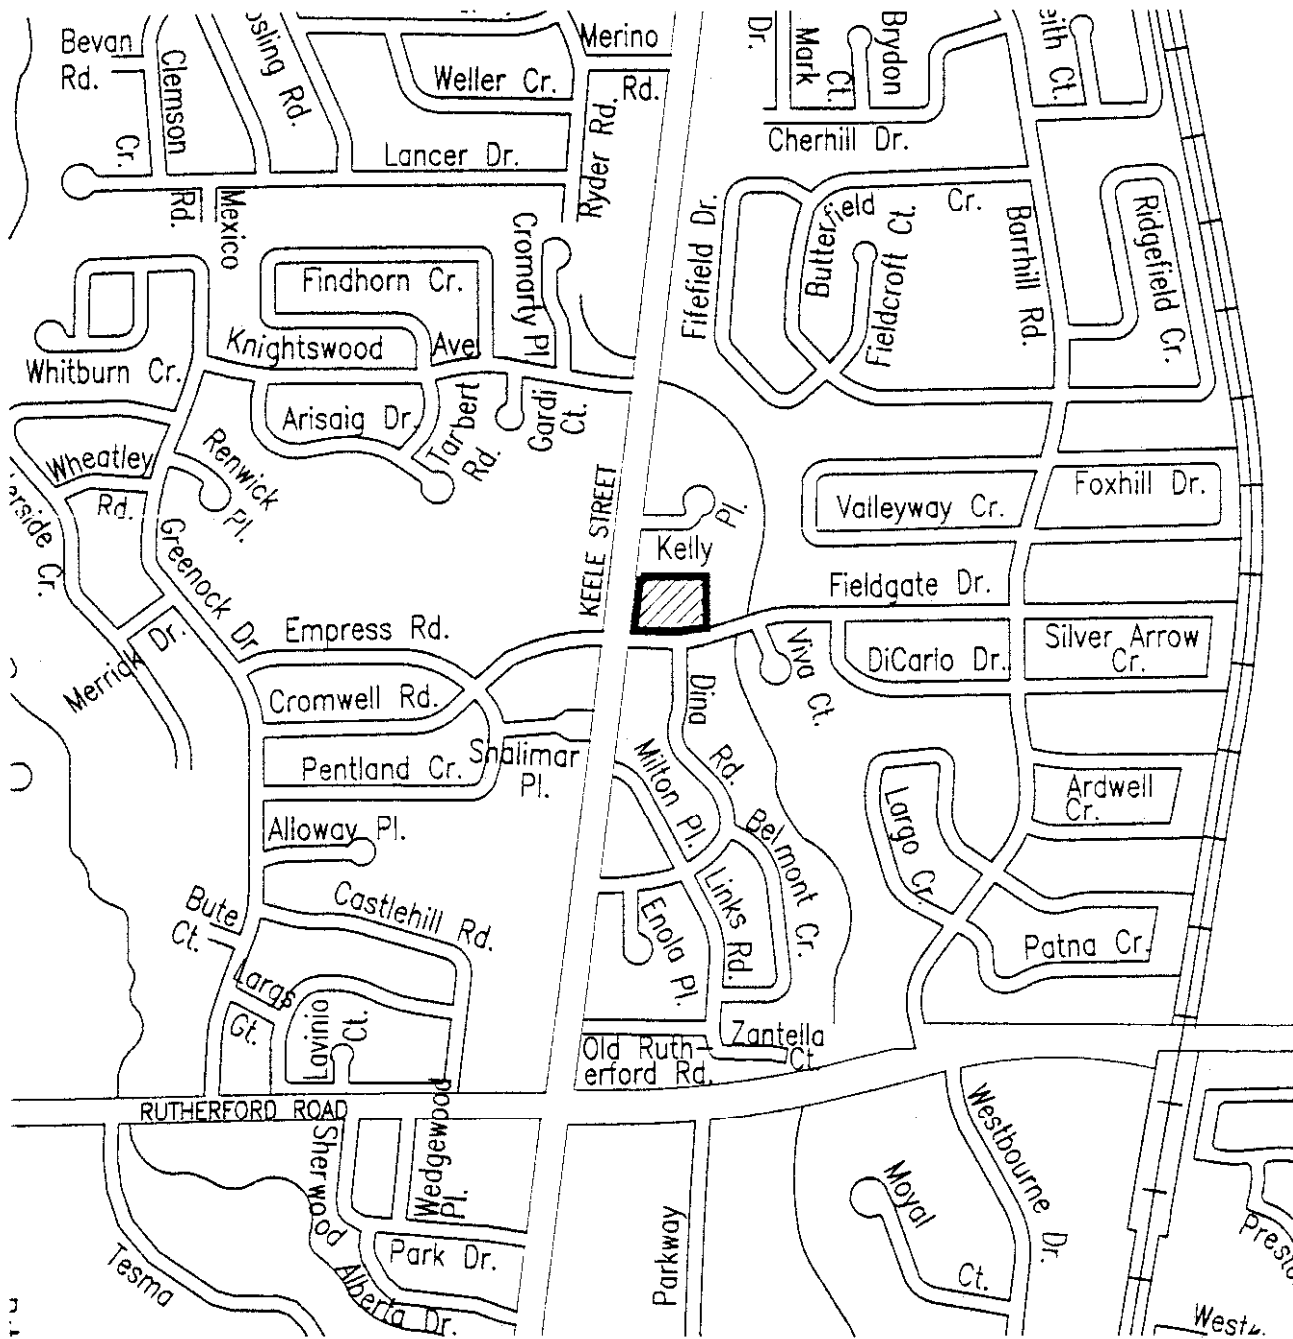 Bevan
Rd.
Clemson
Rd.
Rd.
Weller Cr.
Merino
Rd.
Ryder Rd.
Dr.
Mark
Ct.
Brydon
Ct.
Cherhill Dr.
Cr.
Lancer Dr.
Mexico
Cromarty Pl.
Fifefield Dr.
Butterfield
Cr.
Fieldcroft Ct.
Barrhill Rd.
Ridgefield Cr.
Findhorn Cr.
Knightswood Ave
Whitburn Cr.
Arisaig Dr.
Tarbert
Rd.
Gardi
Ct.
Wheatley
Rd.
Renwick
Pl.
KEELE STREET
Kelly
Pl.
Valleyway Cr.
Foxhill Dr.
Fieldgate Dr.
Greenock Dr
Merrick Dr.
Empress Rd.
Cromwell Rd.
Pentland Cr.
Shalimar
Pl.
Dina
Rd.
Viva Ct.
DiCarlo Dr.
Silver Arrow
Cr.
Milton Pl.
Belmont Cr.
Largo Cr.
Ardwell
Cr.
Alloway Pl.
Castlehill Rd.
Bute
Ct.
Links Rd.
Enola Pl.
Patna Cr.
Largs
Gt.
Lavinio
Ct.
Old Ruth-
erford Rd.
Zantella
Ct.
RUTHERFORD ROAD
Sherwood
Wedgewood
Pl.
Park Dr.
Alberta Dr.
Tesma
Parkway
Moyal
Ct.
Westbourne Dr.